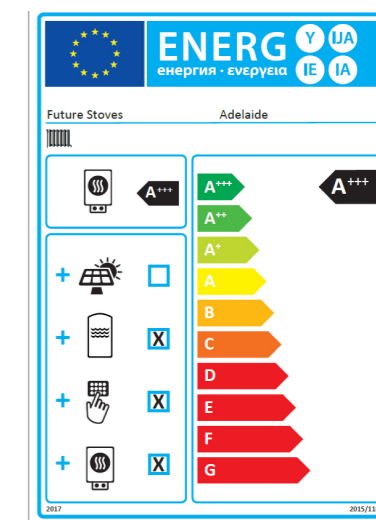 ENERG Y IJA
енергия · ενεργεια IE IA
Future Stoves Adelaide
A+++
A+++
A+++
A++
A+
A
B
X
C
D
X
E
F
X
G
2017 2015/11